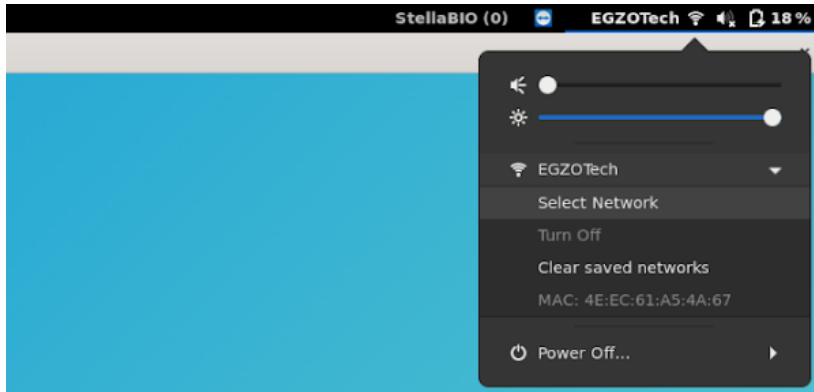 StellaBIO (0) EGZOTech 18 %
EGZOTech
Select Network
Turn Off
Clear saved networks
MAC: 4E:EC:61:A5:4A:67
Power Off...